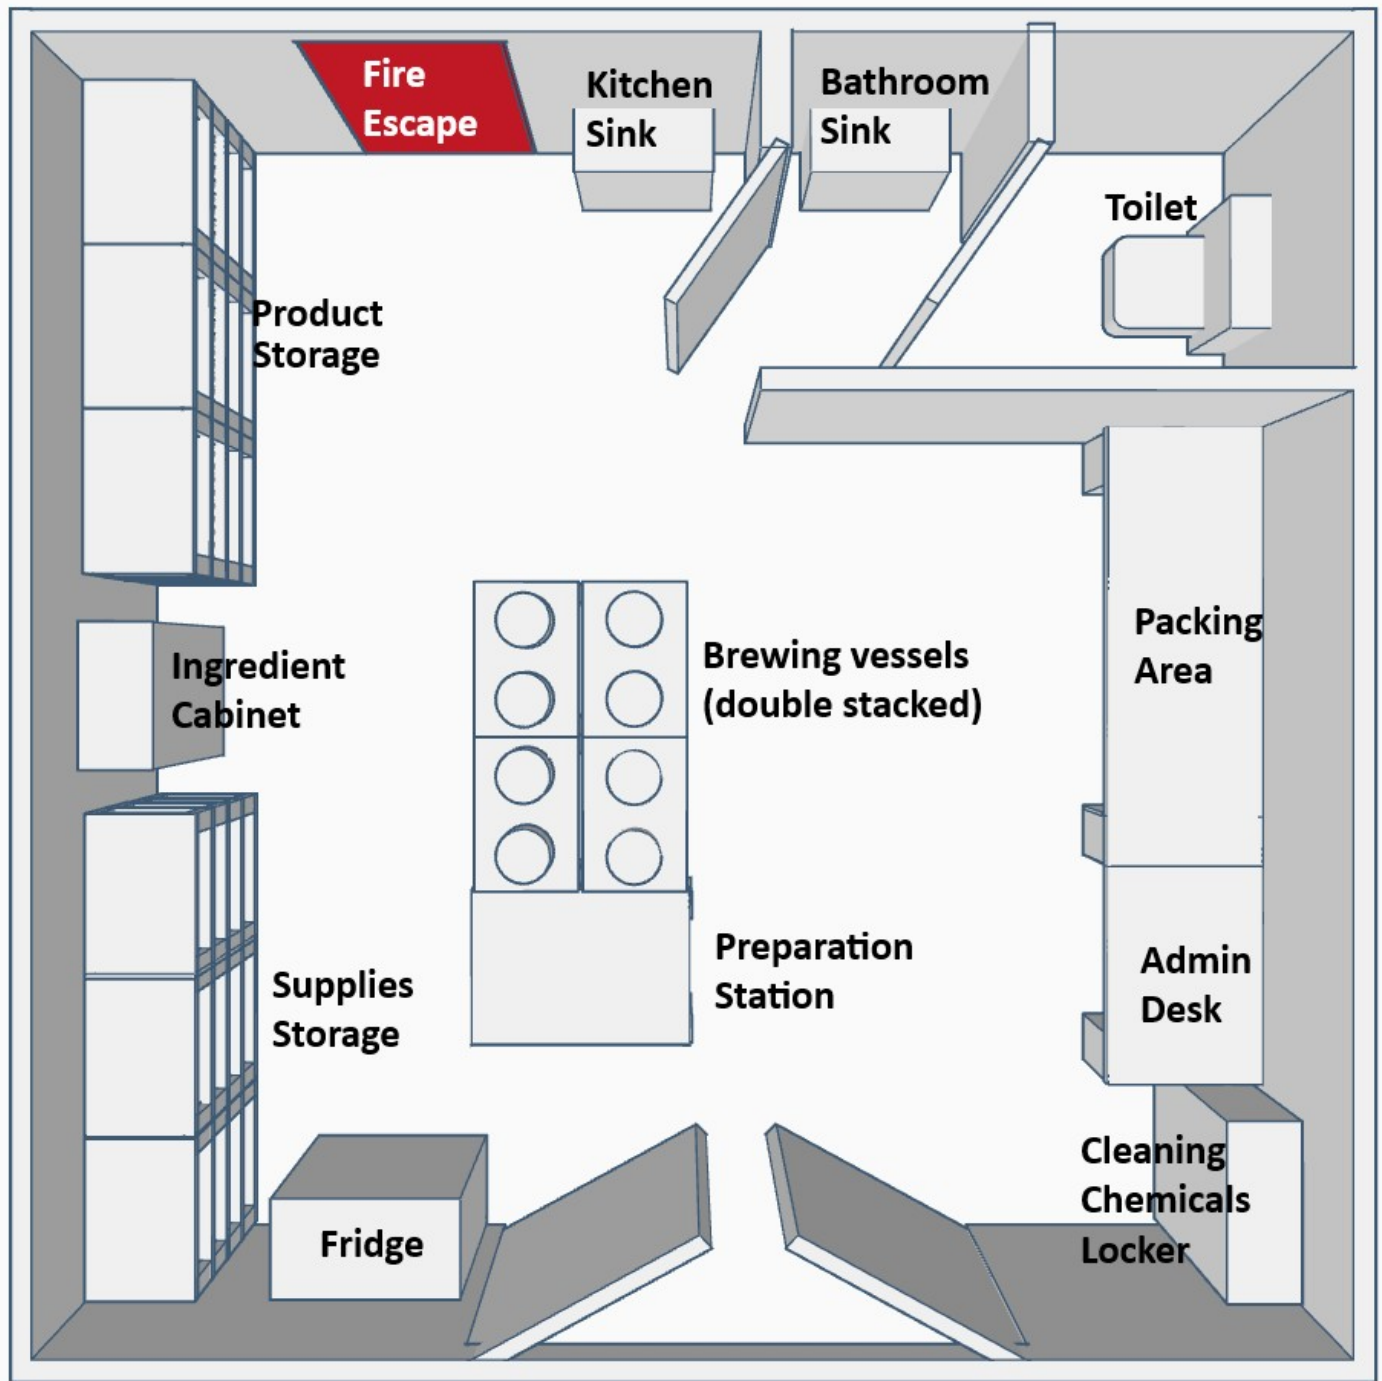 Fire
Escape
Kitchen
Sink
Bathroom
Sink
Toilet
Product
Storage
Ingredient
Cabinet
Brewing vessels
(double stacked)
Packing
Area
Supplies
Storage
Preparation
Station
Admin
Desk
Fridge
Cleaning
Chemicals
Locker